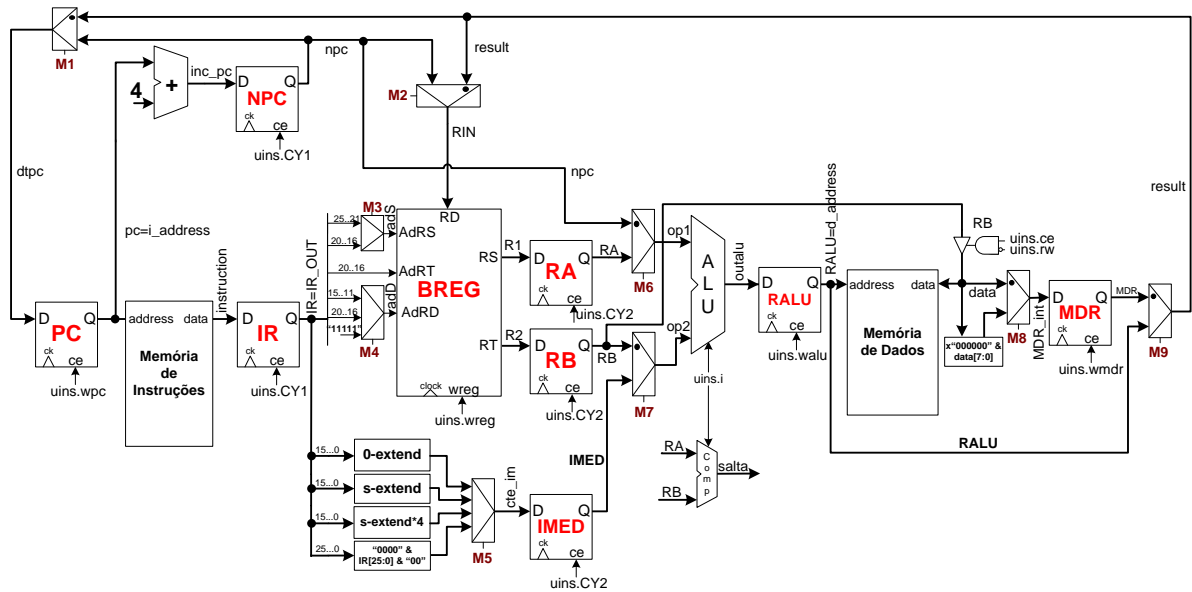 M1
npc
result
inc_pc
4
+
D Q
NPC
ck
ce
uins.CY1
M2
RIN
dtpc
npc
result
pc=i_address
instruction
IR=IR_OUT
M3
25...21
20...16
adS
20...16
15...11
20...16
"11111"
adD
M4
RD
AdRS
AdRT
AdRD
BREG
RS
RT
clock
wreg
uins.wreg
R1
R2
D Q
RA
ck
ce
uins.CY2
RA
D Q
RB
ck
ce
uins.CY2
RB
M6
M7
op1
op2
ALU
outalu
uins.i
RA
RB
Comp
salta
D Q
RALU
ck
ce
uins.walu
RALU=d_address
address
data
Memória
de Dados
RB
uins.ce
uins.rw
data
x"000000" &
data[7:0]
M8
MDR_int
D Q
MDR
ck
ce
uins.wmdr
MDR
M9
RALU
D Q
PC
ck
ce
uins.wpc
address
data
Memória
de
Instruções
D Q
IR
ck
ce
uins.CY1
15...0
0-extend
15...0
s-extend
15...0
s-extend*4
25...0
"0000" &
IR[25:0] & "00"
M5
cte_im
D Q
IMED
ck
ce
uins.CY2
IMED